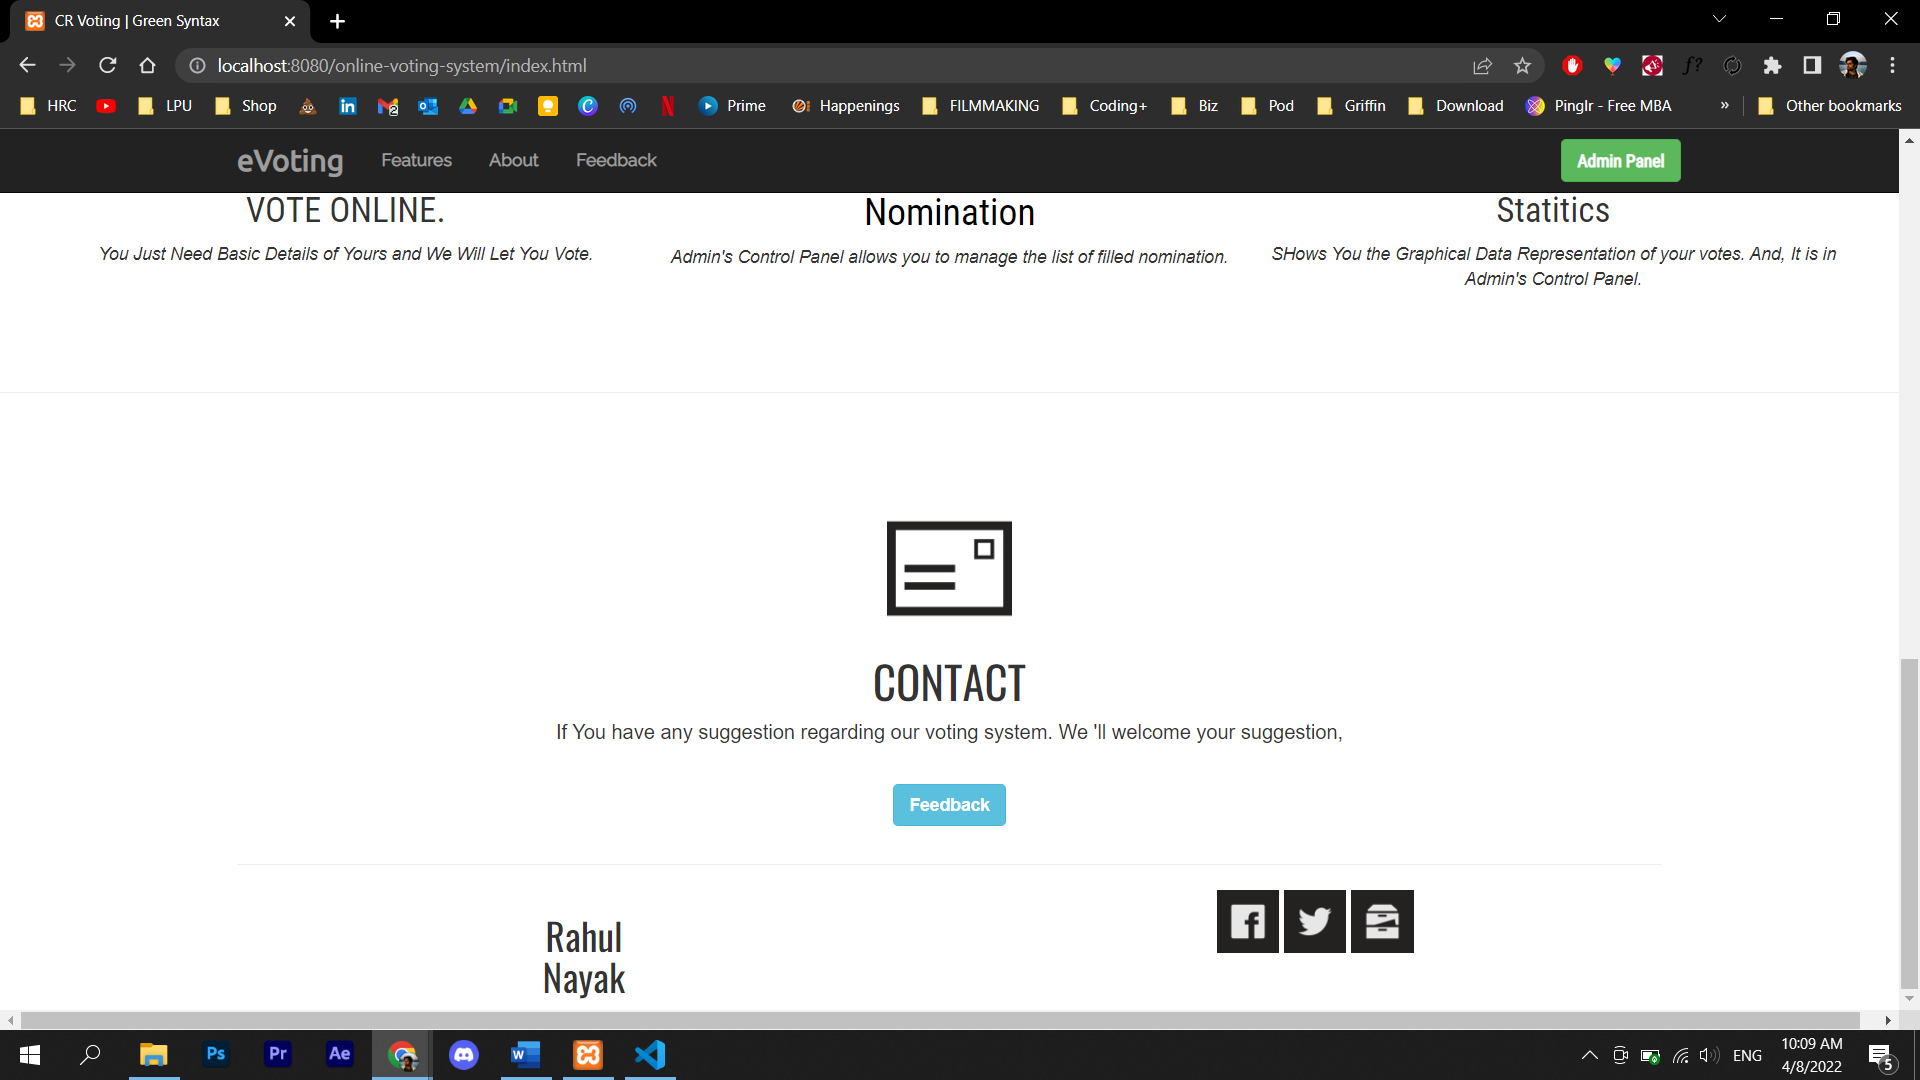 CR Voting | Green Syntax
localhost:8080/online-voting-system/index.html
HRC LPU Shop Prime Happenings FILMMAKING Coding+ Biz Pod Griffin Download PingIr - Free MBA » Other bookmarks
eVoting Features About Feedback Admin Panel
VOTE ONLINE. Nomination Statitics
You Just Need Basic Details of Yours and We Will Let You Vote.
Admin's Control Panel allows you to manage the list of filled nomination.
SHows You the Graphical Data Representation of your votes. And, It is in
Admin's Control Panel.
CONTACT
If You have any suggestion regarding our voting system. We 'll welcome your suggestion,
Feedback
Rahul
Nayak
Ps Pr Ae ENG
10:09 AM
4/8/2022
5